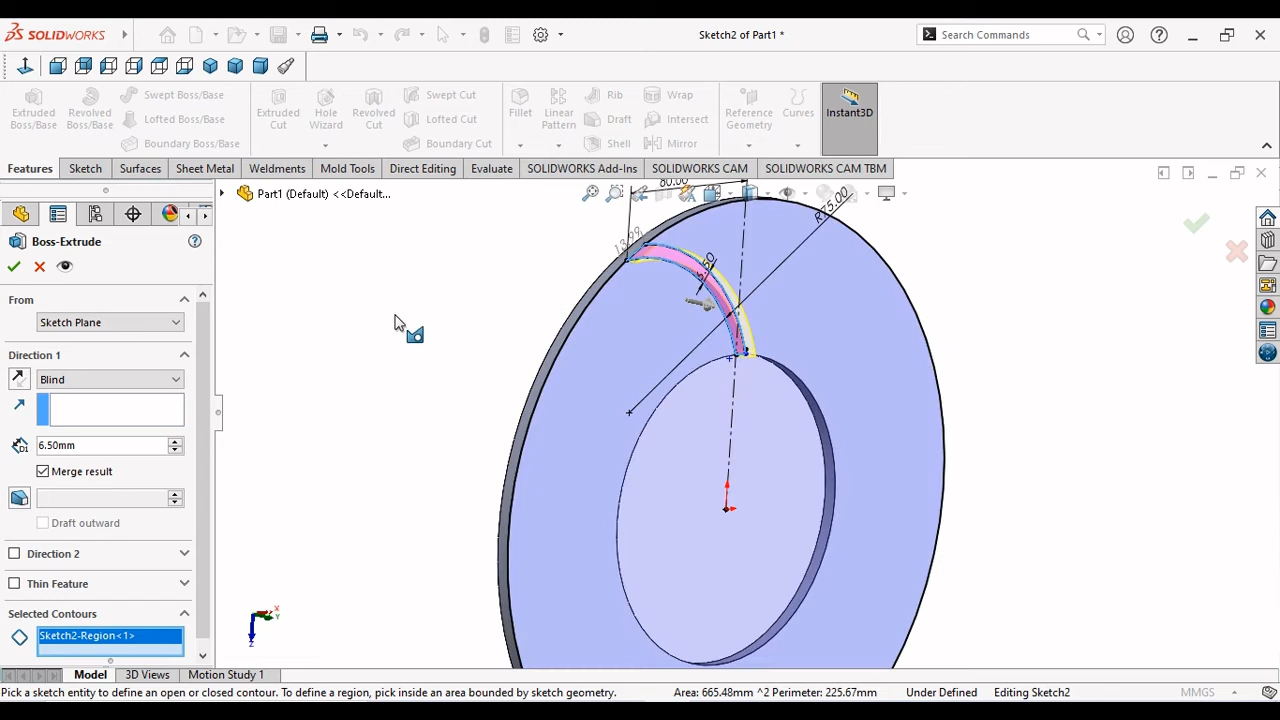 SOLIDWORKS
Sketch2 of Part1 *
Search Commands
Extruded Boss/Base
Revolved Boss/Base
Swept Boss/Base
Lofted Boss/Base
Boundary Boss/Base
Extruded Cut
Hole Wizard
Revolved Cut
Swept Cut
Lofted Cut
Boundary Cut
Fillet
Linear Pattern
Rib
Draft
Shell
Wrap
Intersect
Mirror
Reference Geometry
Curves
Instant3D
Features
Sketch
Surfaces
Sheet Metal
Weldments
Mold Tools
Direct Editing
Evaluate
SOLIDWORKS Add-Ins
SOLIDWORKS CAM
SOLIDWORKS CAM TBM
Part1 (Default) <<Default...
Boss-Extrude
From
Sketch Plane
Direction 1
Blind
D1
6.50mm
Merge result
Draft outward
Direction 2
Thin Feature
Selected Contours
Sketch2-Region<1>
R75.00
13.99
X
Y
Z
Model
3D Views
Motion Study 1
Pick a sketch entity to define an open or closed contour. To define a region, pick inside an area bounded by sketch geometry.
Area: 665.48mm ^2 Perimeter: 225.67mm
Under Defined
Editing Sketch2
MMGS